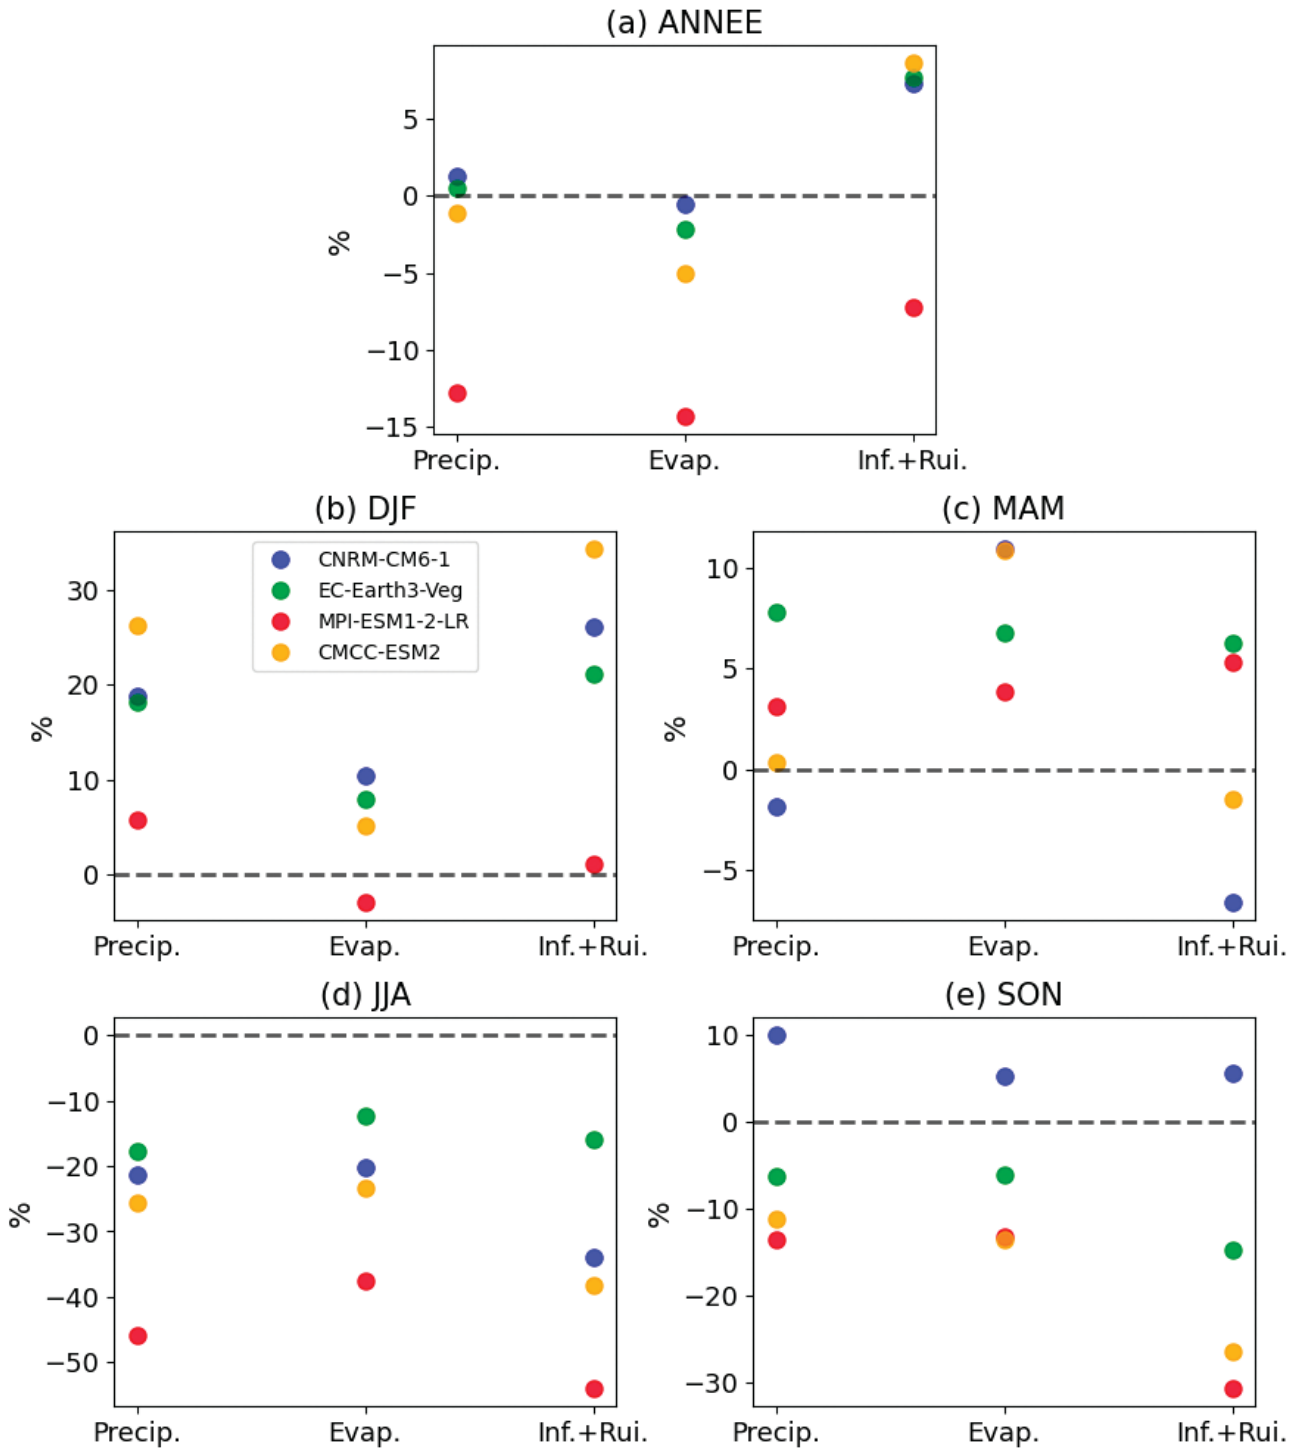 (a) ANNEE
%
5
0
−5
−10
−15
Precip. Evap. Inf.+Rui.
(b) DJF
%
30
20
10
0
CNRM-CM6-1
EC-Earth3-Veg
MPI-ESM1-2-LR
CMCC-ESM2
Precip. Evap. Inf.+Rui.
(c) MAM
%
10
5
0
−5
Precip. Evap. Inf.+Rui.
(d) JJA
%
0
−10
−20
−30
−40
−50
Precip. Evap. Inf.+Rui.
(e) SON
%
10
0
−10
−20
−30
Precip. Evap. Inf.+Rui.